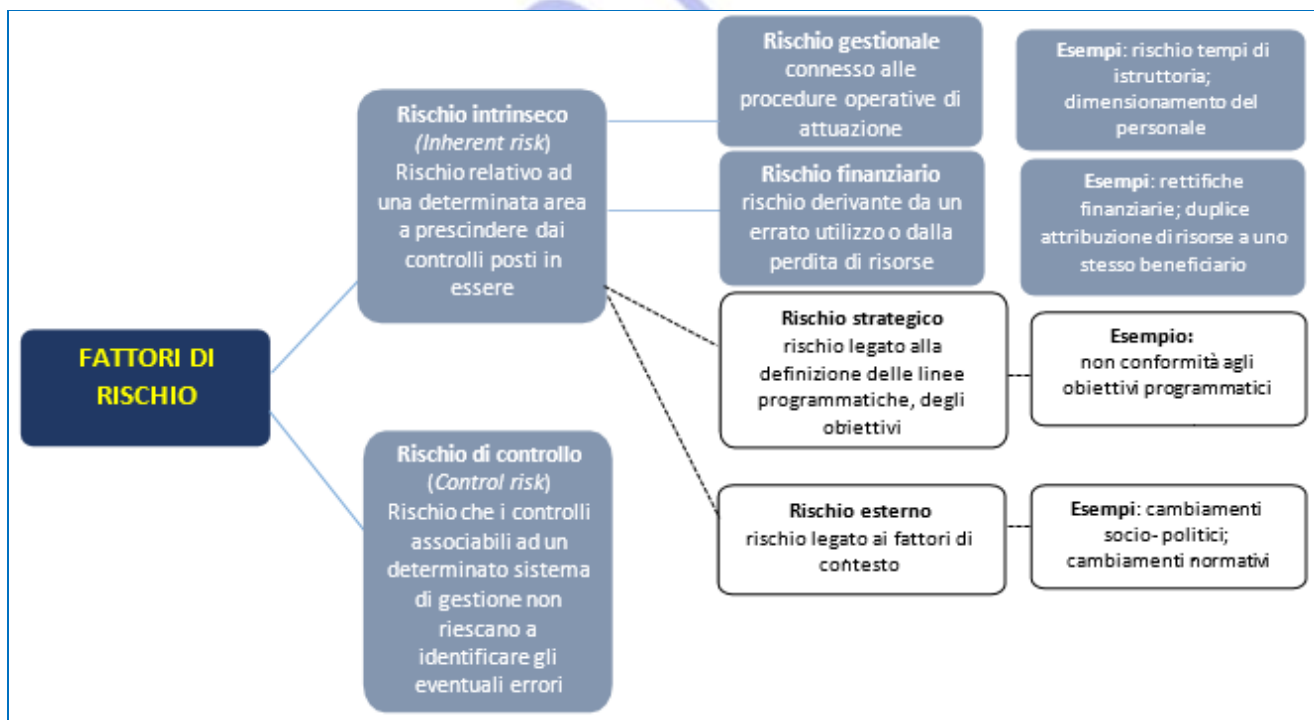 FATTORI DI
RISCHIO
Rischio intrinseco
(Inherent risk)
Rischio relativo ad
una determinata area
a prescindere dai
controlli posti in
essere
Rischio di controllo
(Control risk)
Rischio che i controlli
associabili ad un
determinato sistema
di gestione non
riescano a
identificare gli
eventuali errori
Rischio gestionale
connesso alle
procedure operative di
attuazione
Esempi: rischio tempi di
istruttoria;
dimensionamento del
personale
Rischio finanziario
rischio derivante da un
errato utilizzo o dalla
perdita di risorse
Esempi: rettifiche
finanziarie; duplice
attribuzione di risorse a uno
stesso beneficiario
Rischio strategico
rischio legato alla
definizione delle linee
programmatiche, degli
obiettivi
Esempio:
non conformità agli
obiettivi programmatici
Rischio esterno
rischio legato ai fattori di
contesto
Esempi: cambiamenti
socio- politici;
cambiamenti normativi